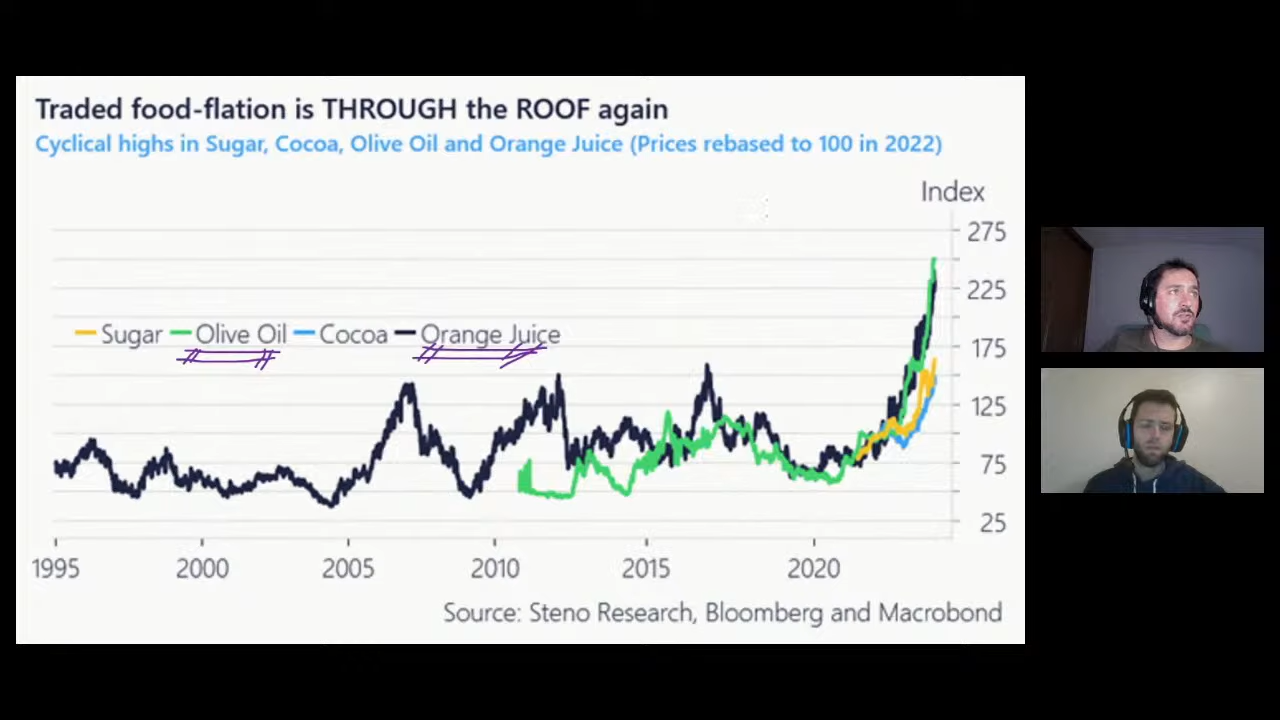 Traded food-flation is THROUGH the ROOF again
Cyclical highs in Sugar, Cocoa, Olive Oil and Orange Juice (Prices rebased to 100 in 2022)
Index
275
225
175
125
75
25
Sugar Olive Oil Cocoa Orange Juice
1995 2000 2005 2010 2015 2020
Source: Steno Research, Bloomberg and Macrobond